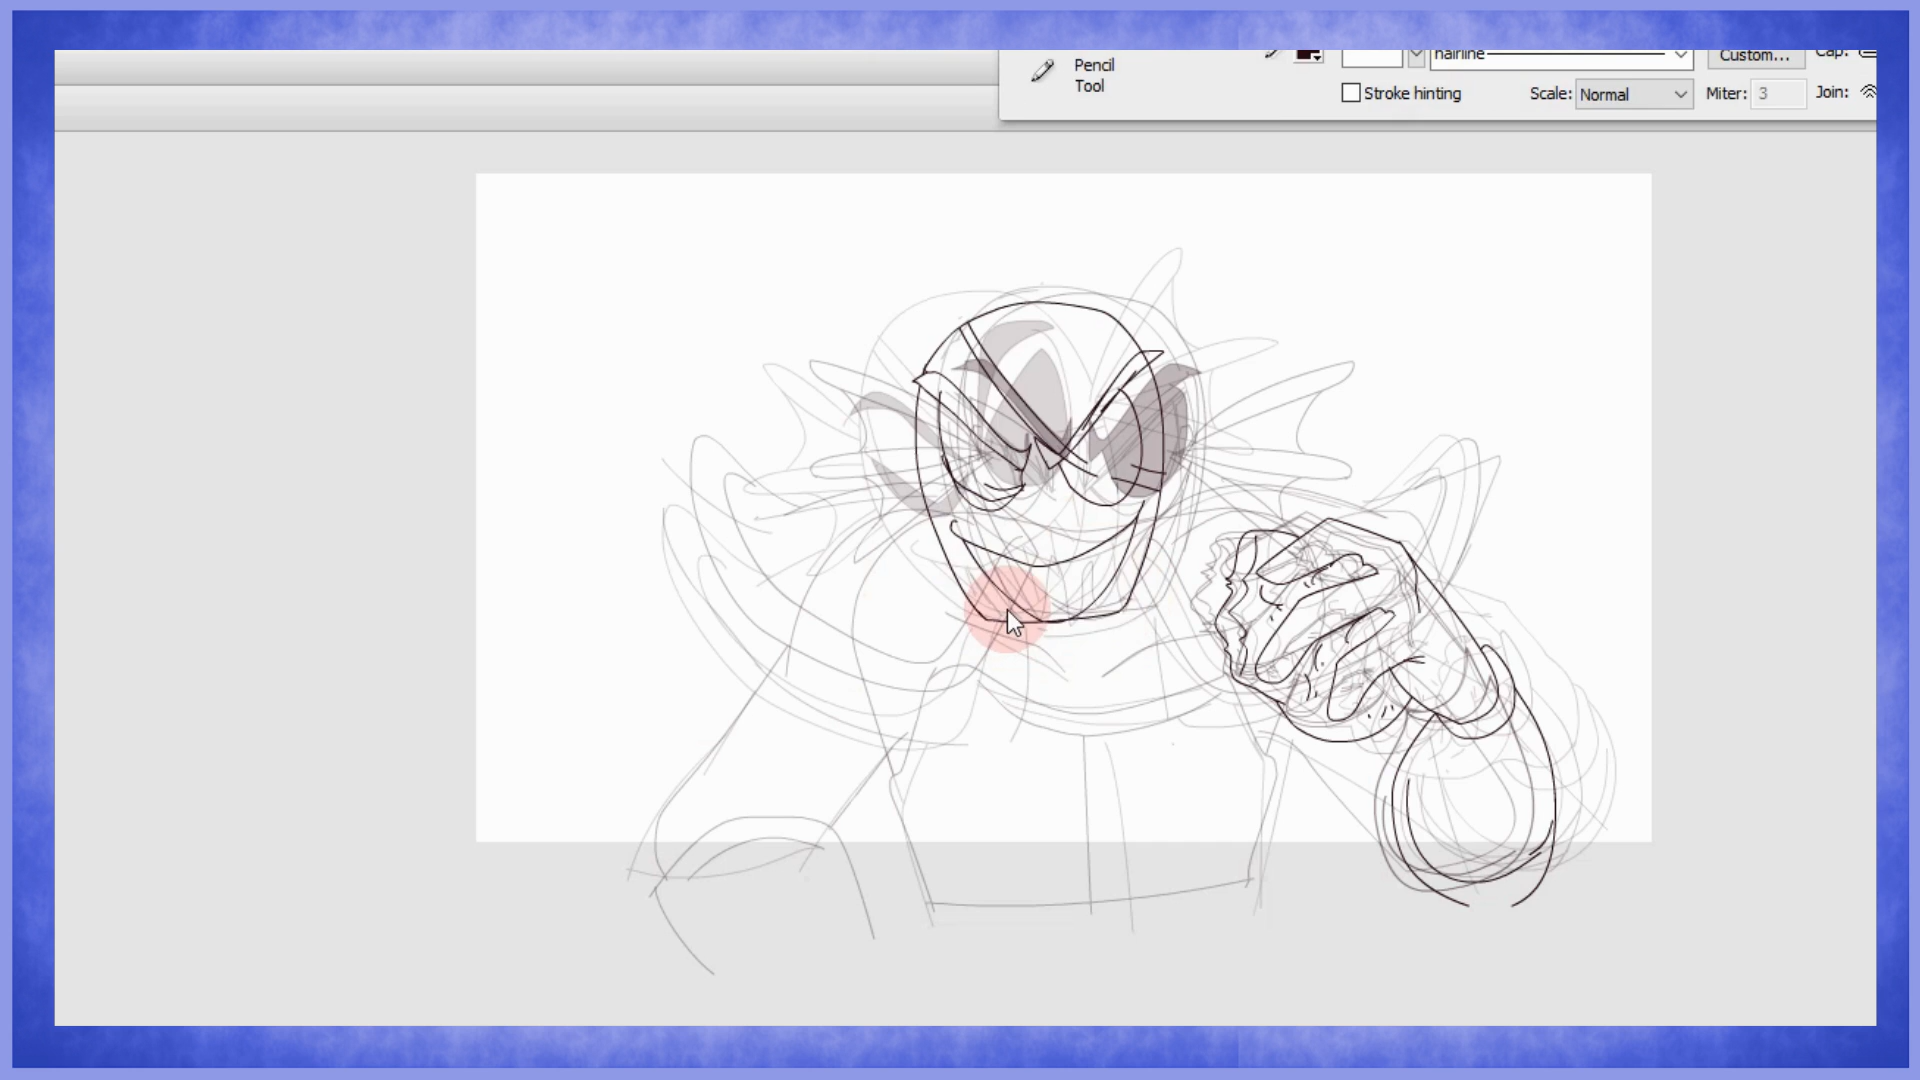 hairline
Custom...
Cap:
Pencil
Tool
Stroke hinting
Scale: Normal
Miter: 3
Join: